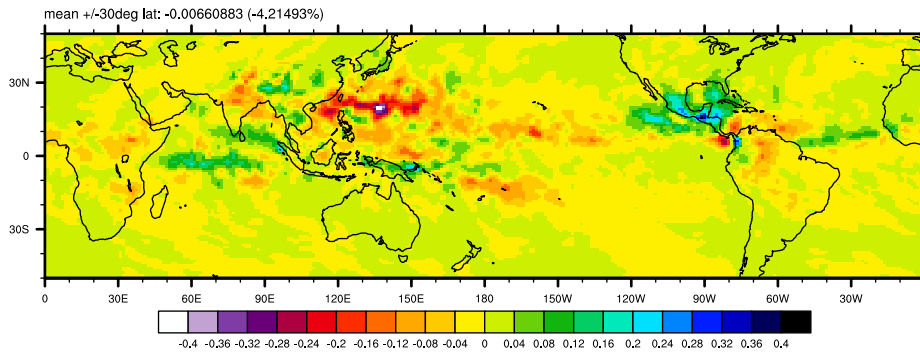 mean +/-30deg lat: -0.00660883 (-4.21493%)
30N
0
30S
0 30E 60E 90E 120E 150E 180 150W 120W 90W 60W 30W
-0.4 -0.36 -0.32 -0.28 -0.24 -0.2 -0.16 -0.12 -0.08 -0.04 0 0.04 0.08 0.12 0.16 0.2 0.24 0.28 0.32 0.36 0.4